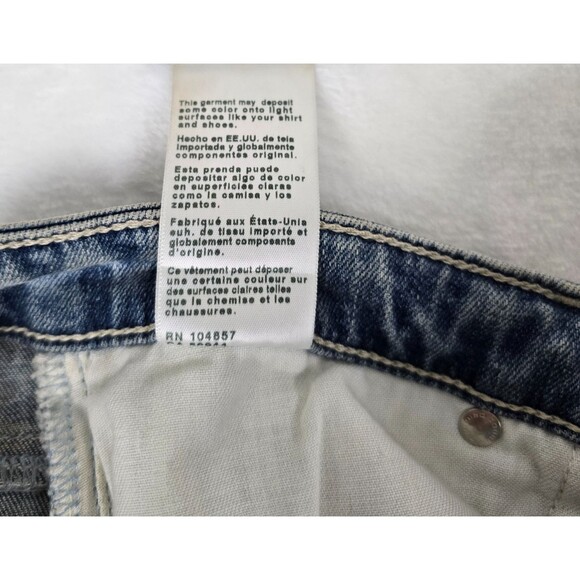 This garment may deposit
some color onto light
surfaces like your shirt
and shoes.
Hecho en EE.UU. de tela
importada y globalmente
componentes original.
Esta prenda puede
depositar algo de color
en superficies claras
como la camisa y los
zapatos.
Fabriqué aux États-Unis
euh. de tissu importé et
globalement composants
d'origine.
Ce vêtement peut déposer
une certaine couleur sur
des surfaces claires telles
que la chemise et les
chaussures.
RN 104657